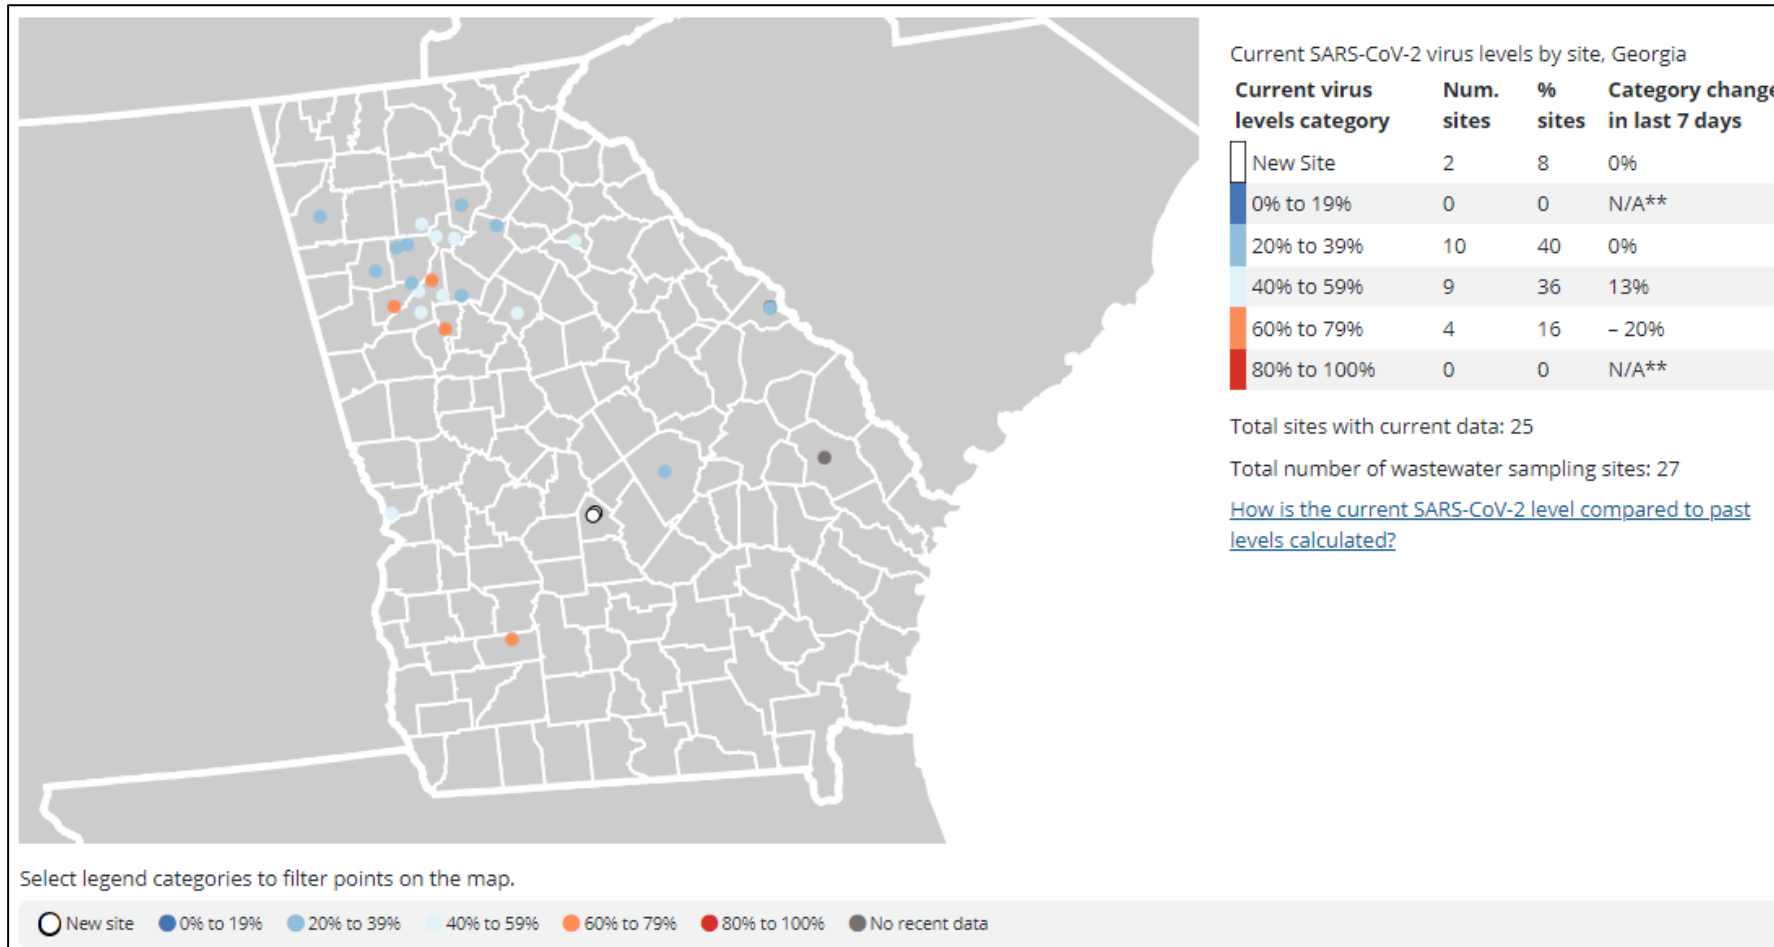 Current SARS-CoV-2 virus levels by site, Georgia
Current virus levels category Num. sites % sites Category change in last 7 days
New Site 2 8 0%
0% to 19% 0 0 N/A**
20% to 39% 10 40 0%
40% to 59% 9 36 13%
60% to 79% 4 16 – 20%
80% to 100% 0 0 N/A**
Total sites with current data: 25
Total number of wastewater sampling sites: 27
How is the current SARS-CoV-2 level compared to past
levels calculated?
Select legend categories to filter points on the map.
New site 0% to 19% 20% to 39% 40% to 59% 60% to 79% 80% to 100% No recent data